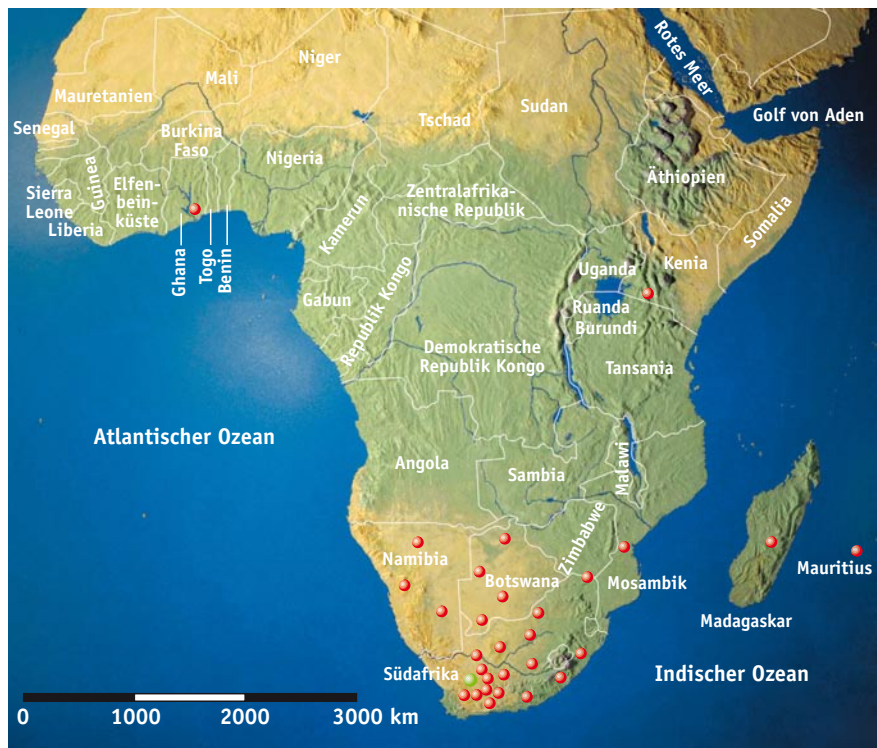 Rotes Meer
Niger
Mali
Mauretanien
Sudan
Tschad
Golf von Aden
Senegal
Burkina
Faso
Nigeria
Äthiopien
Guinea
Elfen-
bein-
küste
Sierra
Leone
Liberia
Zentralafrika-
nische Republik
Kamerun
Somalia
Ghana
Togo
Benin
Uganda
Kenia
Gabun
Republik Kongo
Ruanda
Burundi
Demokratische
Republik Kongo
Tansania
Atlantischer Ozean
Angola
Sambia
Malawi
Zimbabwe
Namibia
Botswana
Mosambik
Mauritius
Madagaskar
Südafrika
Indischer Ozean
0 1000 2000 3000 km